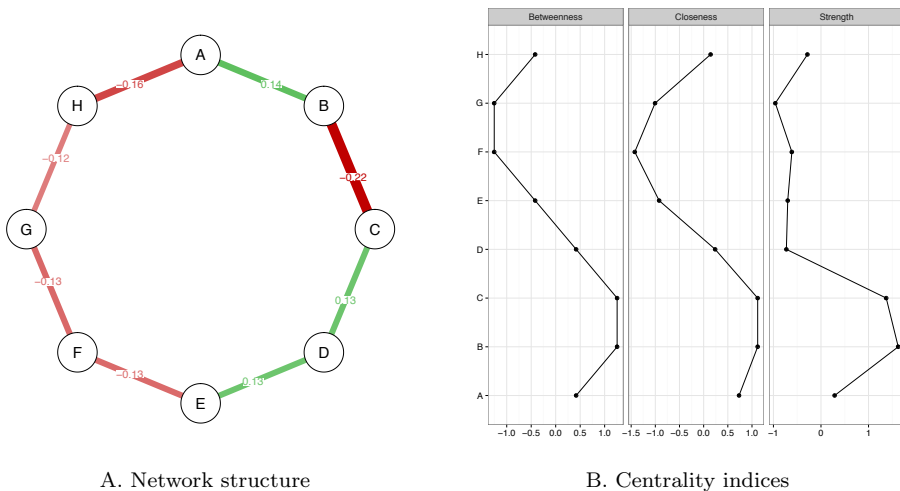 A
−0.16
0.14
H
B
−0.12
−0.22
G
C
−0.13
0.13
F
D
−0.13
0.13
E
A. Network structure
Betweenness
Closeness
Strength
H
G
F
E
D
C
B
A
−1.0 −0.5 0.0 0.5 1.0
−1.5 −1.0 −0.5 0.0 0.5 1.0
−1 0 1
B. Centrality indices